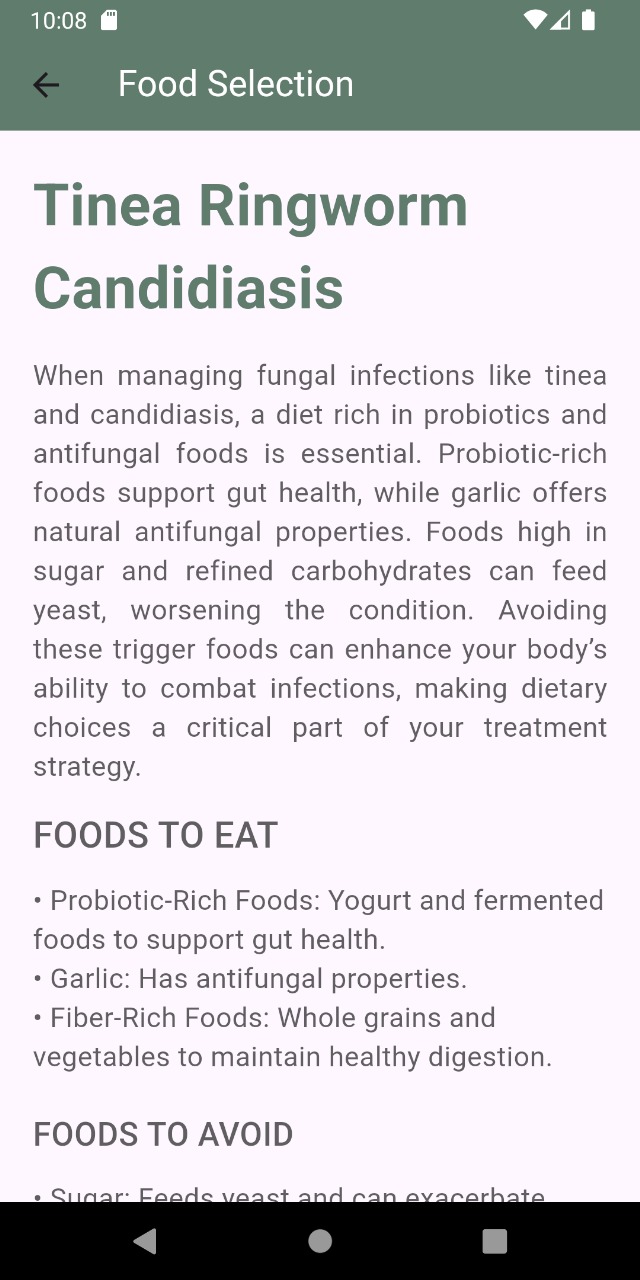 10:08
Food Selection
Tinea Ringworm
Candidiasis
When managing fungal infections like tinea
and candidiasis, a diet rich in probiotics and
antifungal foods is essential. Probiotic-rich
foods support gut health, while garlic offers
natural antifungal properties. Foods high in
sugar and refined carbohydrates can feed
yeast, worsening the condition. Avoiding
these trigger foods can enhance your body’s
ability to combat infections, making dietary
choices a critical part of your treatment
strategy.
FOODS TO EAT
• Probiotic-Rich Foods: Yogurt and fermented
foods to support gut health.
• Garlic: Has antifungal properties.
• Fiber-Rich Foods: Whole grains and
vegetables to maintain healthy digestion.
FOODS TO AVOID
• Sugar: Feeds yeast and can exacerbate